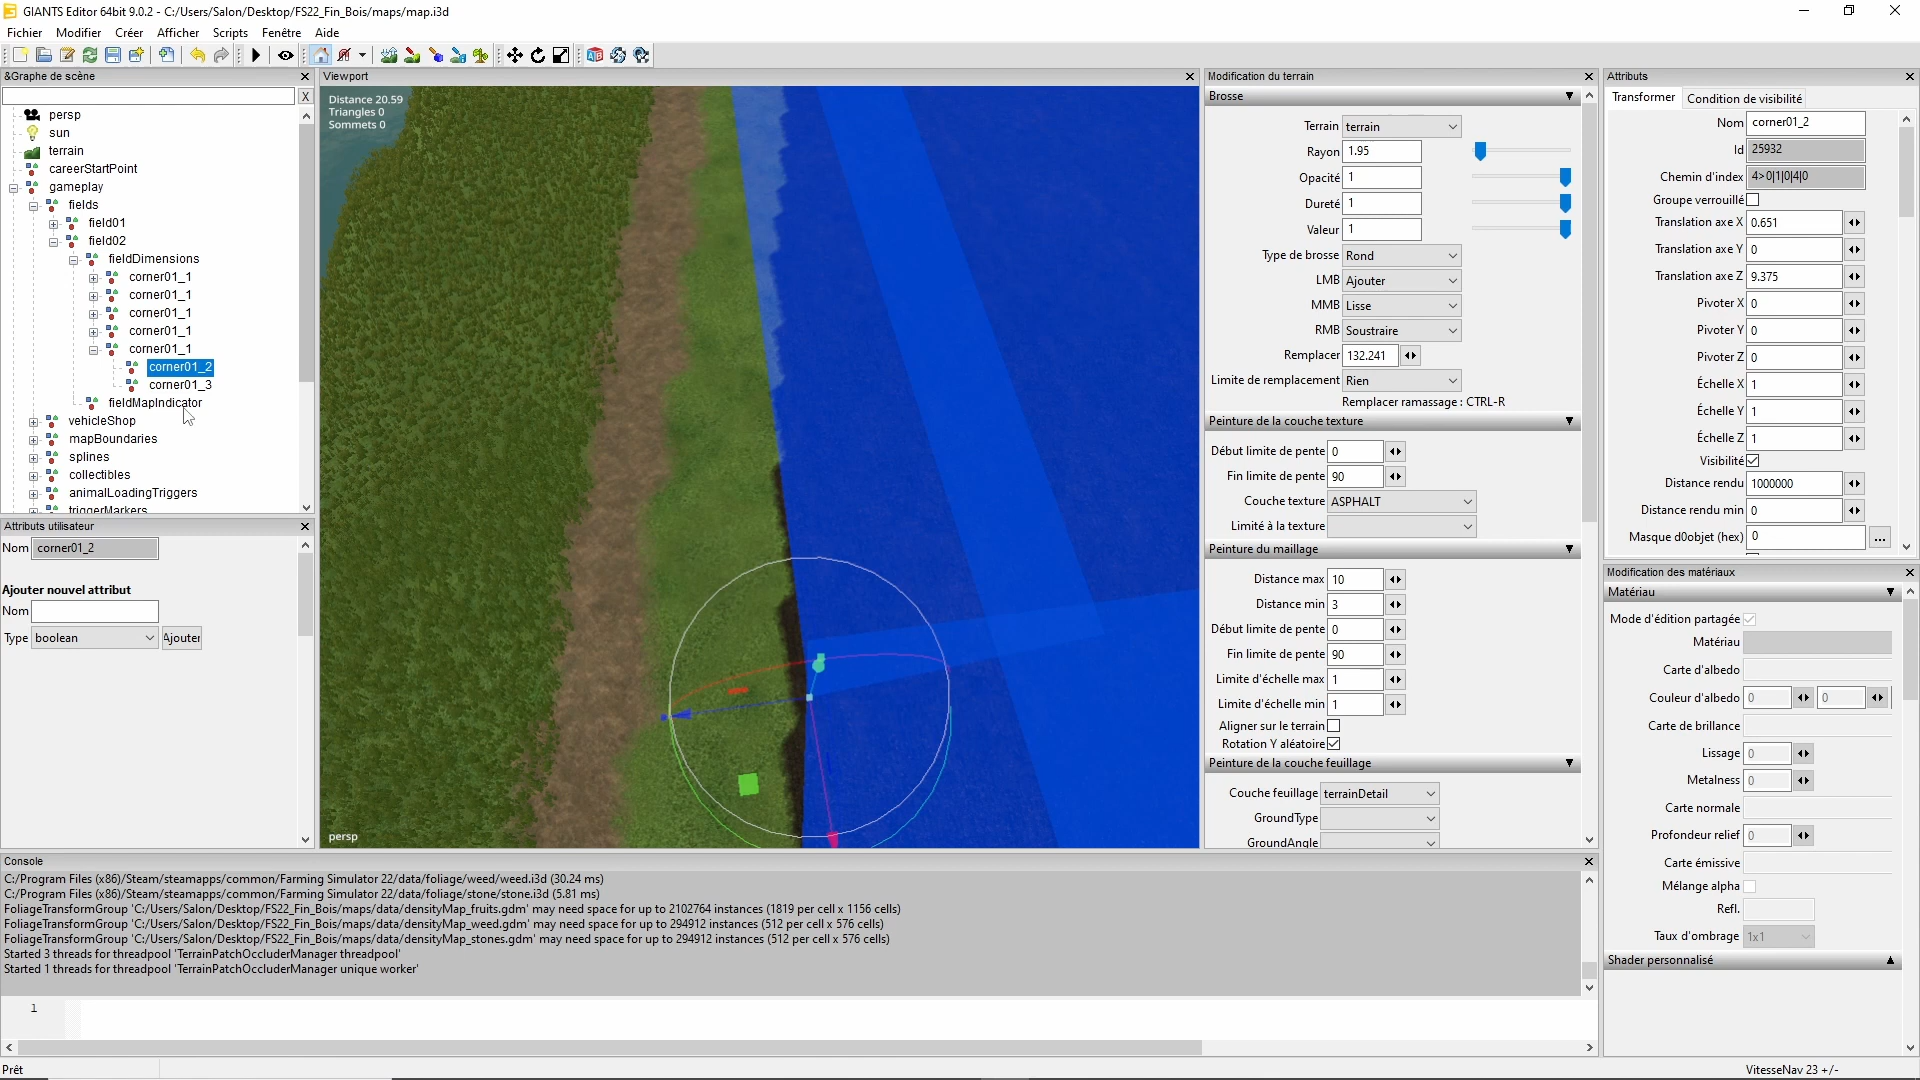 GIANTS Editor 64bit 9.0.2 - C:/Users/Salon/Desktop/FS22_Fin_Bois/maps/map.i3d
Fichier Modifier Créer Afficher Scripts Fenêtre Aide
&Graphe de scène
X
persp
sun
terrain
careerStartPoint
gameplay
fields
field01
field02
fieldDimensions
corner01_1
corner01_1
corner01_1
corner01_1
corner01_1
corner01_2
corner01_3
fieldMapIndicator
vehicleShop
mapBoundaries
splines
collectibles
animalLoadingTriggers
triggerMarkers
Attributs utilisateur
Nom corner01_2
Ajouter nouvel attribut
Nom
Type boolean Ajouter
Viewport
Distance 20.59
Triangles 0
Sommets 0
persp
Modification du terrain
Brosse
Terrain terrain
Rayon 1.95
Opacité 1
Dureté 1
Valeur 1
Type de brosse Rond
LMB Ajouter
MMB Lisse
RMB Soustraire
Remplacer 132.241
Limite de remplacement Rien
Remplacer ramassage : CTRL-R
Peinture de la couche texture
Début limite de pente 0
Fin limite de pente 90
Couche texture ASPHALT
Limité à la texture
Peinture du maillage
Distance max 10
Distance min 3
Début limite de pente 0
Fin limite de pente 90
Limite d'échelle max 1
Limite d'échelle min 1
Aligner sur le terrain
Rotation Y aléatoire
Peinture de la couche feuillage
Couche feuillage terrainDetail
GroundType
GroundAngle
Attributs
Transformer Condition de visibilité
Nom corner01_2
Id 25932
Chemin d'index 4>0|1|0|4|0
Groupe verrouillé
Translation axe X 0.651
Translation axe Y 0
Translation axe Z 9.375
Pivoter X 0
Pivoter Y 0
Pivoter Z 0
Échelle X 1
Échelle Y 1
Échelle Z 1
Visibilité
Distance rendu 1000000
Distance rendu min 0
Masque d0objet (hex) 0 ...
Modification des matériaux
Matériau
Mode d'édition partagée
Matériau
Carte d'albedo
Couleur d'albedo 0 0
Carte de brillance
Lissage 0
Metalness 0
Carte normale
Profondeur relief 0
Carte émissive
Mélange alpha
Refl.
Taux d'ombrage 1x1
Shader personnalisé
Console
C:/Program Files (x86)/Steam/steamapps/common/Farming Simulator 22/data/foliage/weed/weed.i3d (30.24 ms)
C:/Program Files (x86)/Steam/steamapps/common/Farming Simulator 22/data/foliage/stone/stone.i3d (5.81 ms)
FoliageTransformGroup 'C:/Users/Salon/Desktop/FS22_Fin_Bois/maps/data/densityMap_fruits.gdm' may need space for up to 2102764 instances (1819 per cell x 1156 cells)
FoliageTransformGroup 'C:/Users/Salon/Desktop/FS22_Fin_Bois/maps/data/densityMap_weed.gdm' may need space for up to 294912 instances (512 per cell x 576 cells)
FoliageTransformGroup 'C:/Users/Salon/Desktop/FS22_Fin_Bois/maps/data/densityMap_stones.gdm' may need space for up to 294912 instances (512 per cell x 576 cells)
Started 3 threads for threadpool 'TerrainPatchOccluderManager threadpool'
Started 1 threads for threadpool 'TerrainPatchOccluderManager unique worker'
1
Prêt
VitesseNav 23 +/-